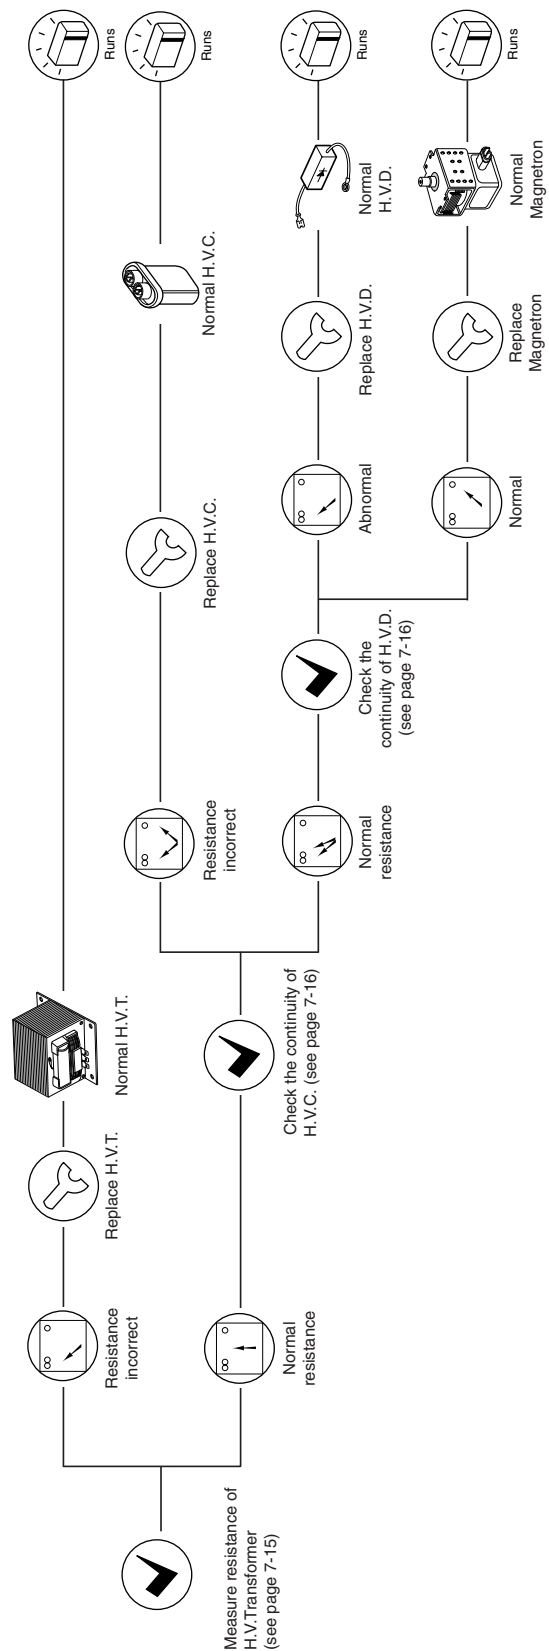 Measure resistance of
H.V.Transformer
(see page 7-15)
Resistance
incorrect
Replace H.V.T.
Normal H.V.T.
Runs
Normal
resistance
Check the continuity of
H.V.C. (see page 7-16)
Resistance
incorrect
Replace H.V.C.
Normal H.V.C.
Runs
Normal
resistance
Check the
continuity of H.V.D.
(see page 7-16)
Abnormal
Replace H.V.D.
Normal
H.V.D.
Runs
Normal
Replace
Magnetron
Normal
Magnetron
Runs